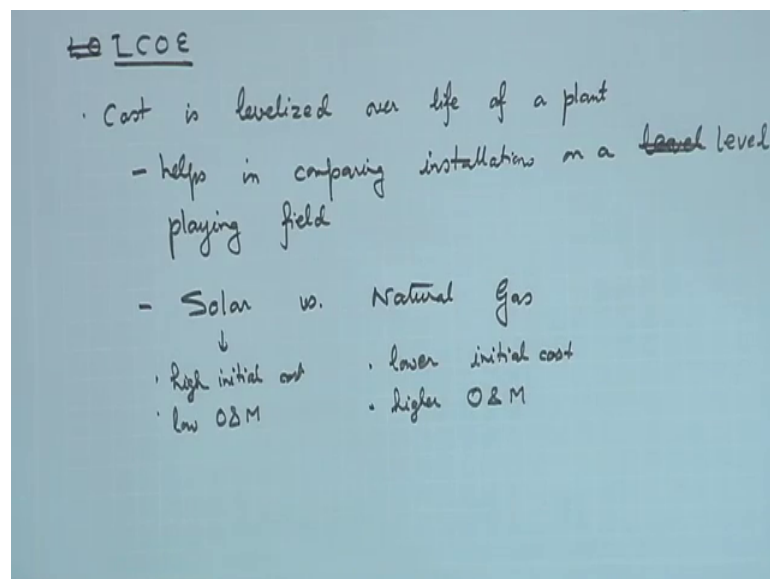 LCOE
· Cost is levelized over life of a plant
- helps in comparing installations on a level
playing field
- Solar vs. Natural Gas
↓
· high initial cost · lower initial cost
· low O&M · higher O&M